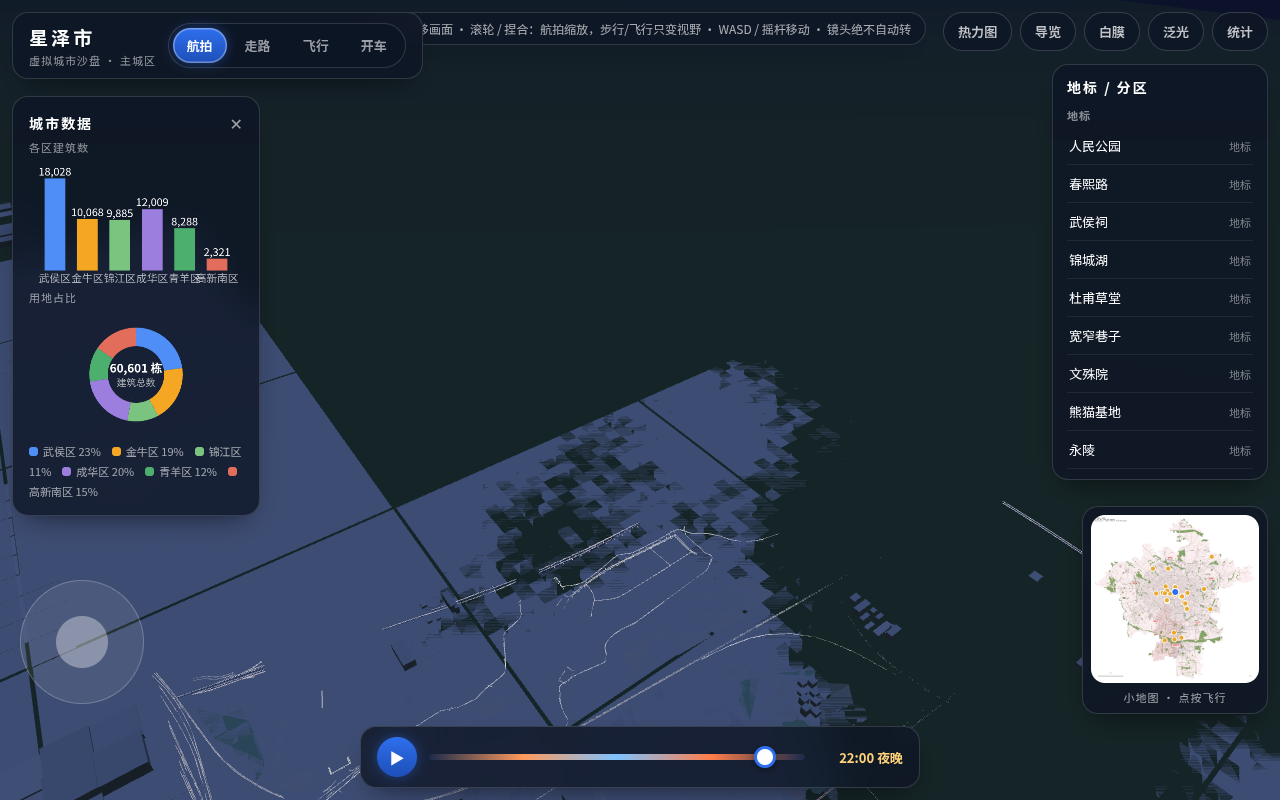 星泽市
虚拟城市沙盘 · 主城区
航拍 走路 飞行 开车
画面 · 滚轮 / 捏合：航拍缩放，步行/飞行只变视野 · WASD / 摇杆移动 · 镜头绝不自动转
热力图 导览 白膜 泛光 统计
城市数据 ×
各区建筑数
18,028 10,068 9,885 12,009 8,288 2,321
武侯区 金牛区 锦江区 成华区 青羊区 高新南区
用地占比
60,601 栋
建筑总数
武侯区 23% 金牛区 19% 锦江区
11% 成华区 20% 青羊区 12%
高新南区 15%
地标 / 分区
地标
人民公园 地标
春熙路 地标
武侯祠 地标
锦城湖 地标
杜甫草堂 地标
宽窄巷子 地标
文殊院 地标
熊猫基地 地标
永陵 地标
小地图 · 点按飞行
22:00 夜晚